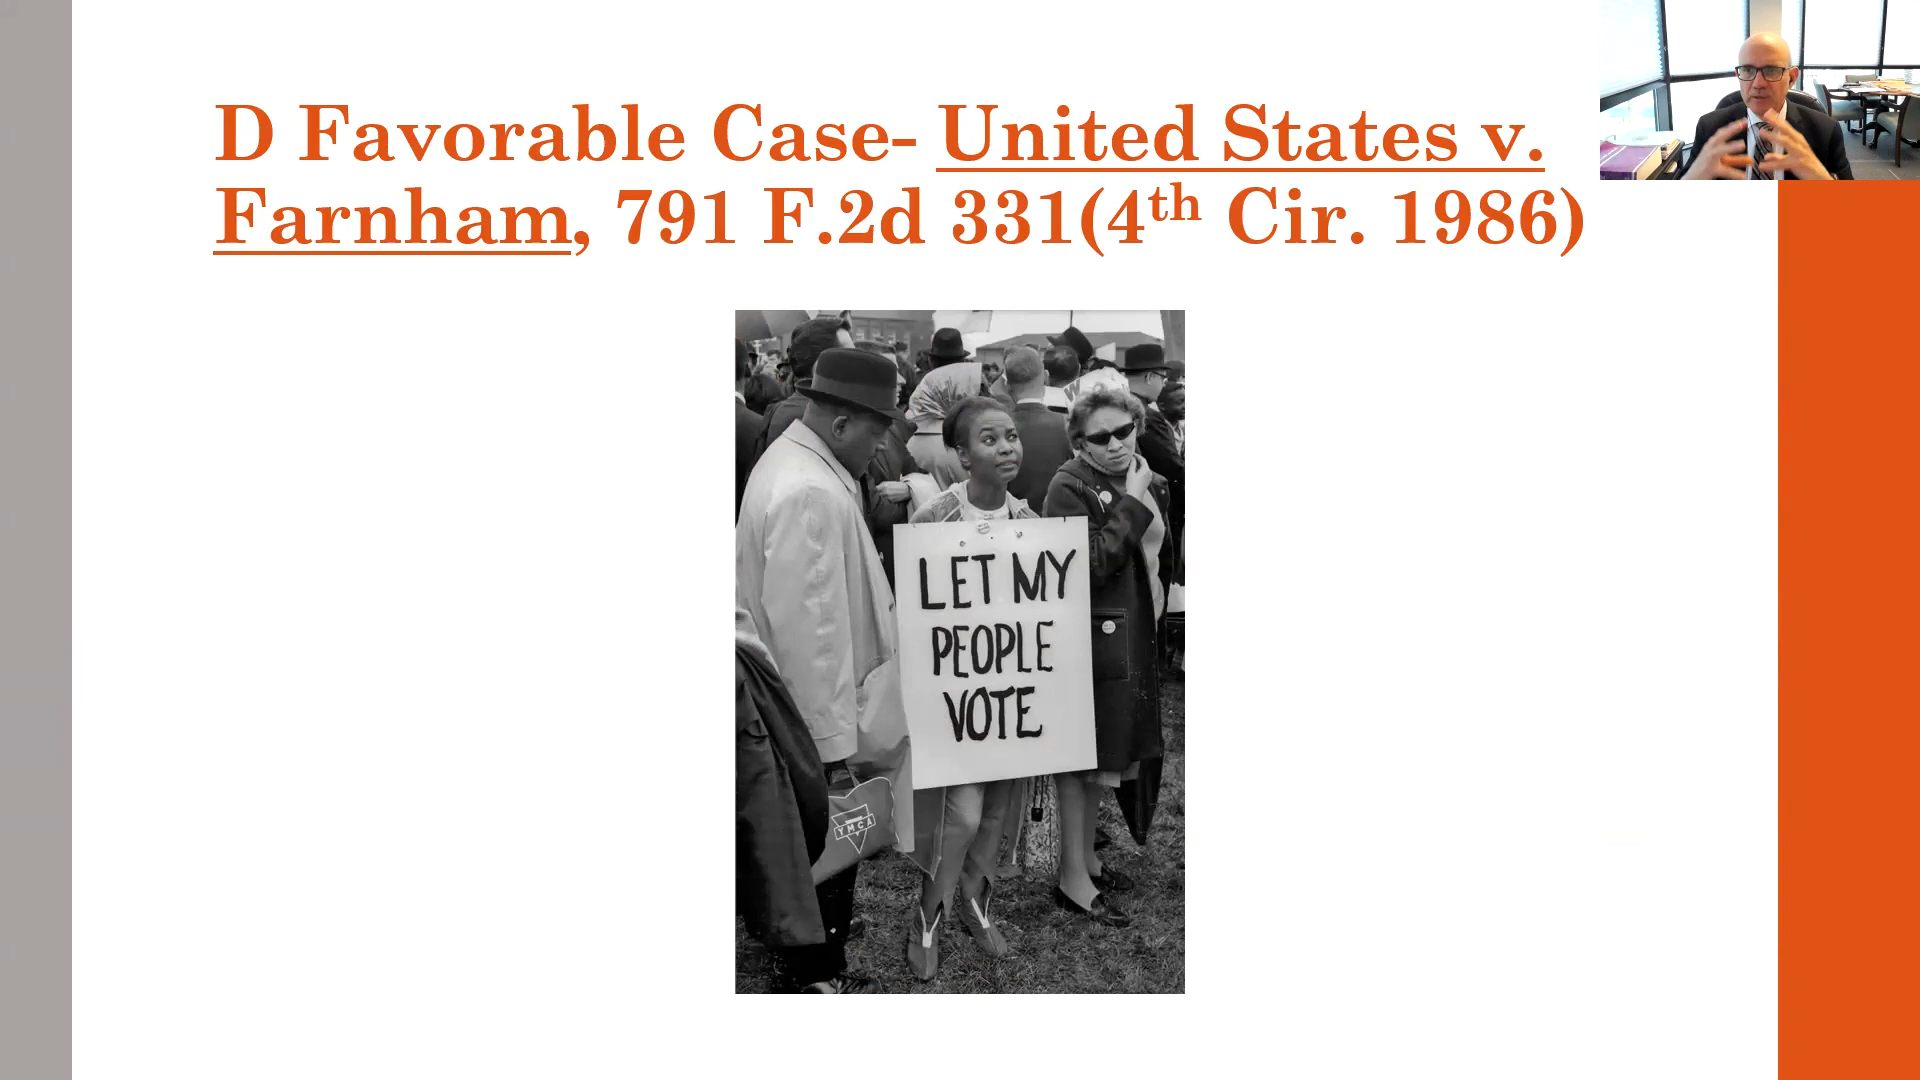 D Favorable Case- United States v.
Farnham, 791 F.2d 331(4th Cir. 1986)
LET MY
PEOPLE
VOTE
YMCA